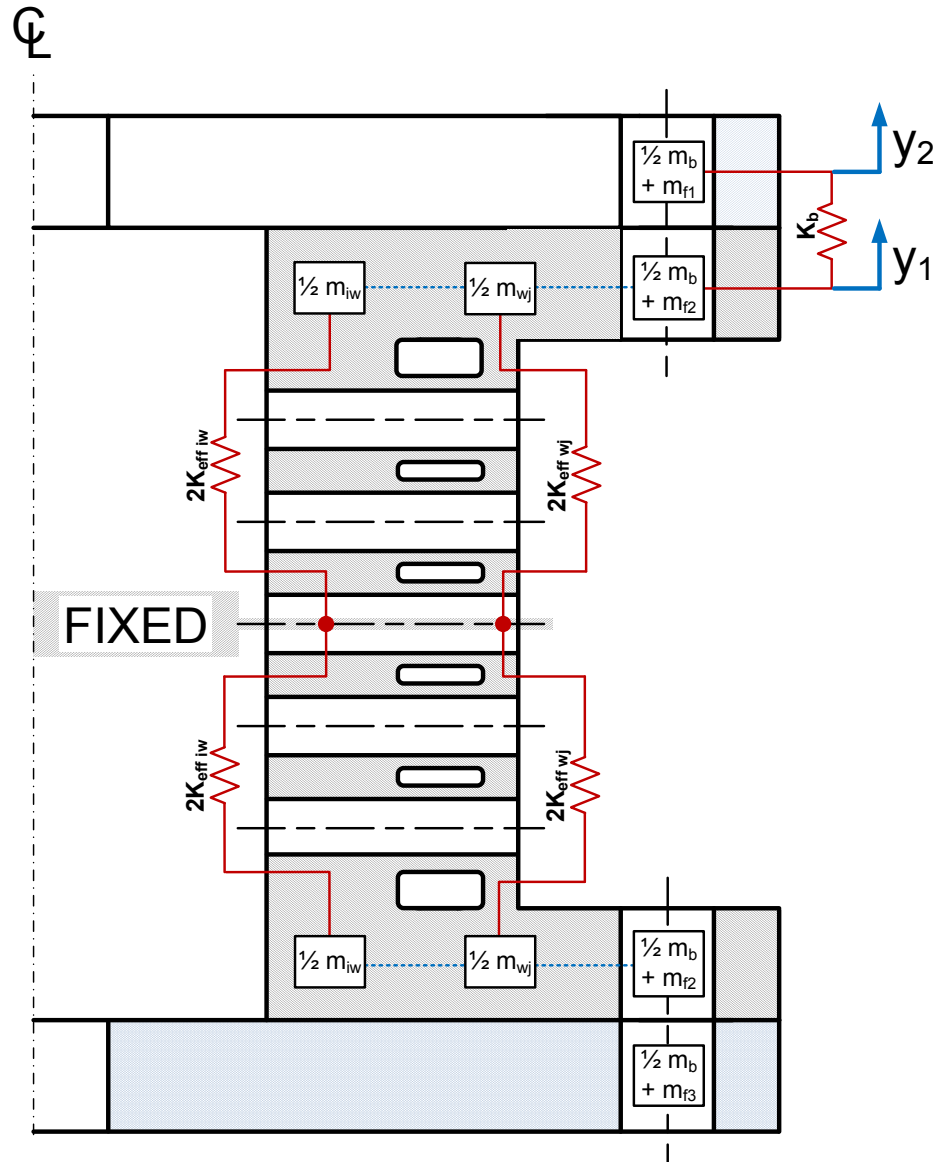 ℄
½ m_b
+ m_f1
y_2
K_b
½ m_iw
½ m_wj
½ m_b
+ m_f2
y_1
2K_eff iw
2K_eff wj
FIXED
2K_eff iw
2K_eff wj
½ m_iw
½ m_wj
½ m_b
+ m_f2
½ m_b
+ m_f3